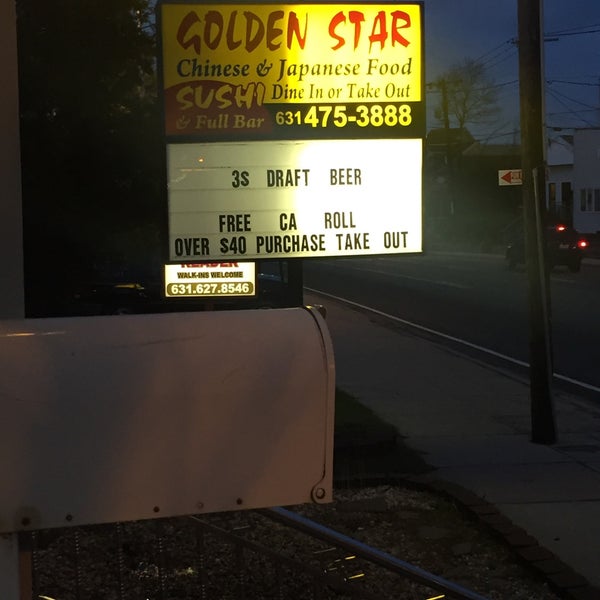 GOLDEN STAR
Chinese & Japanese Food
SUSHI Dine In or Take Out
& Full Bar 631 475-3888
3S DRAFT BEER
FREE CA ROLL
OVER $40 PURCHASE TAKE OUT
READER
WALK-INS WELCOME
631.627.8546